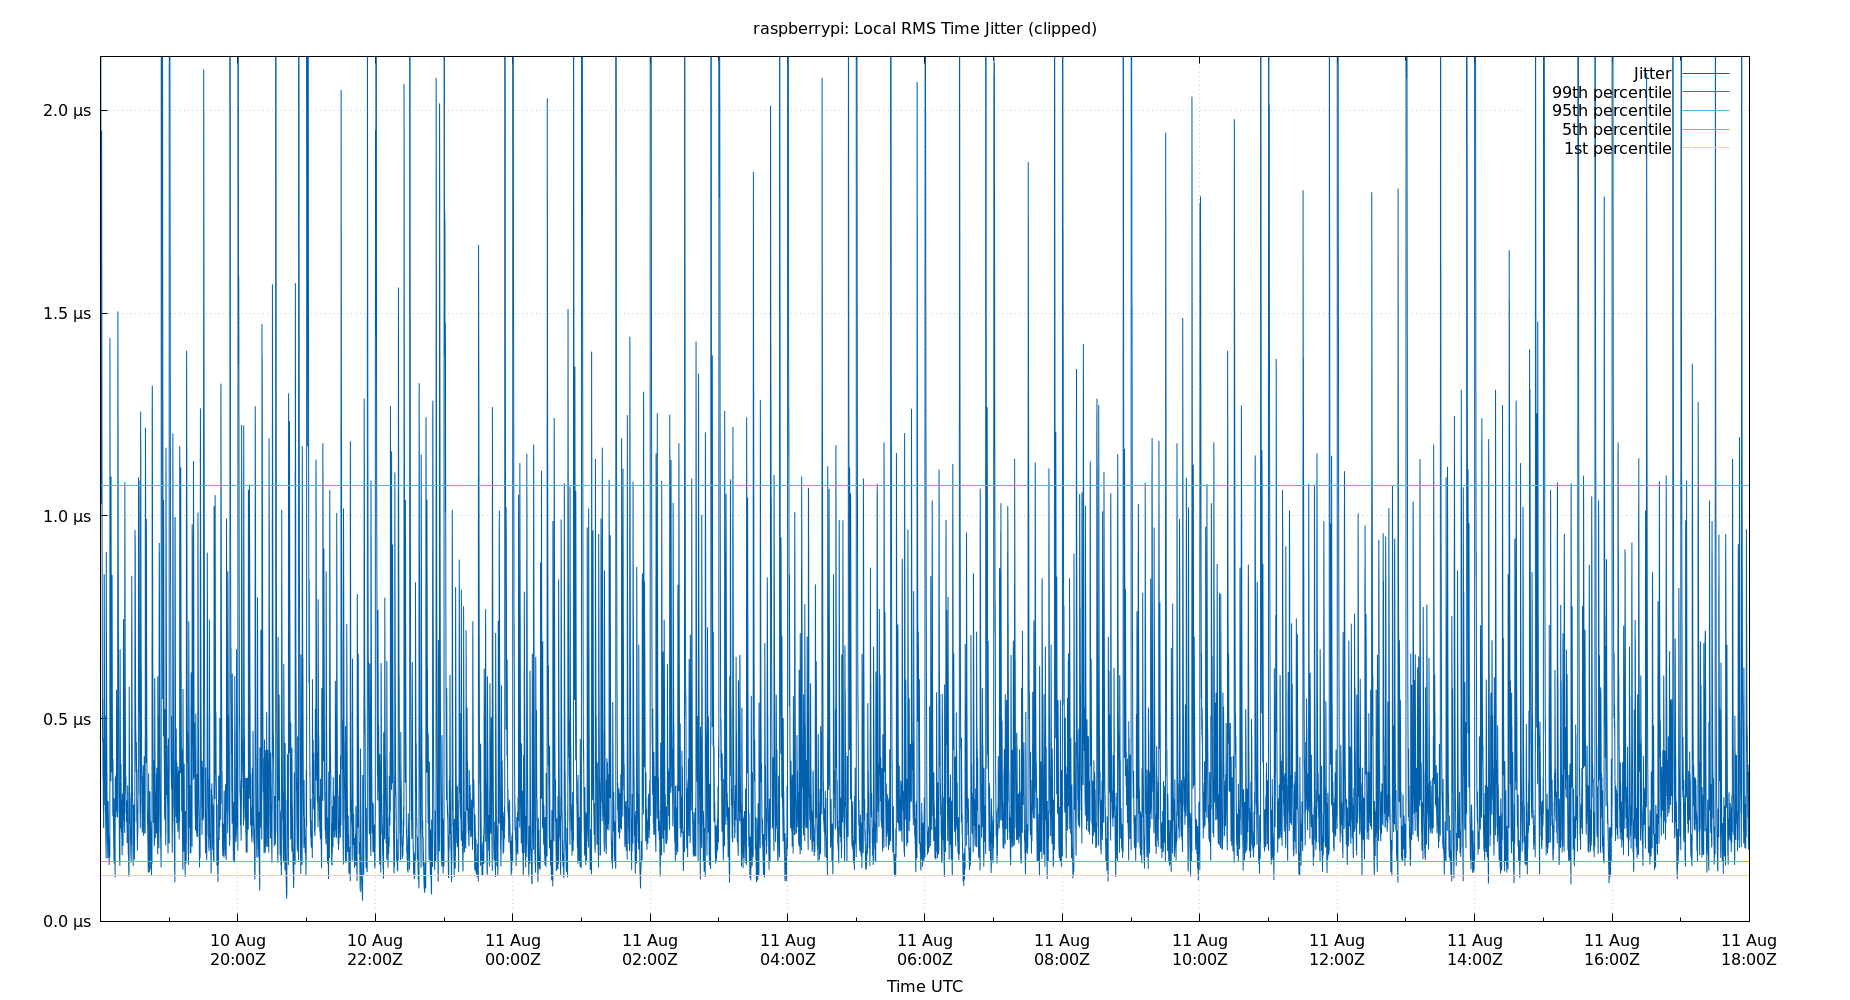 raspberrypi: Local RMS Time Jitter (clipped)
Jitter
99th percentile
95th percentile
5th percentile
1st percentile
2.0 µs
1.5 µs
1.0 µs
0.5 µs
0.0 µs
10 Aug 10 Aug 11 Aug 11 Aug 11 Aug 11 Aug 11 Aug 11 Aug 11 Aug 11 Aug 11 Aug 11 Aug
20:00Z 22:00Z 00:00Z 02:00Z 04:00Z 06:00Z 08:00Z 10:00Z 12:00Z 14:00Z 16:00Z 18:00Z
Time UTC